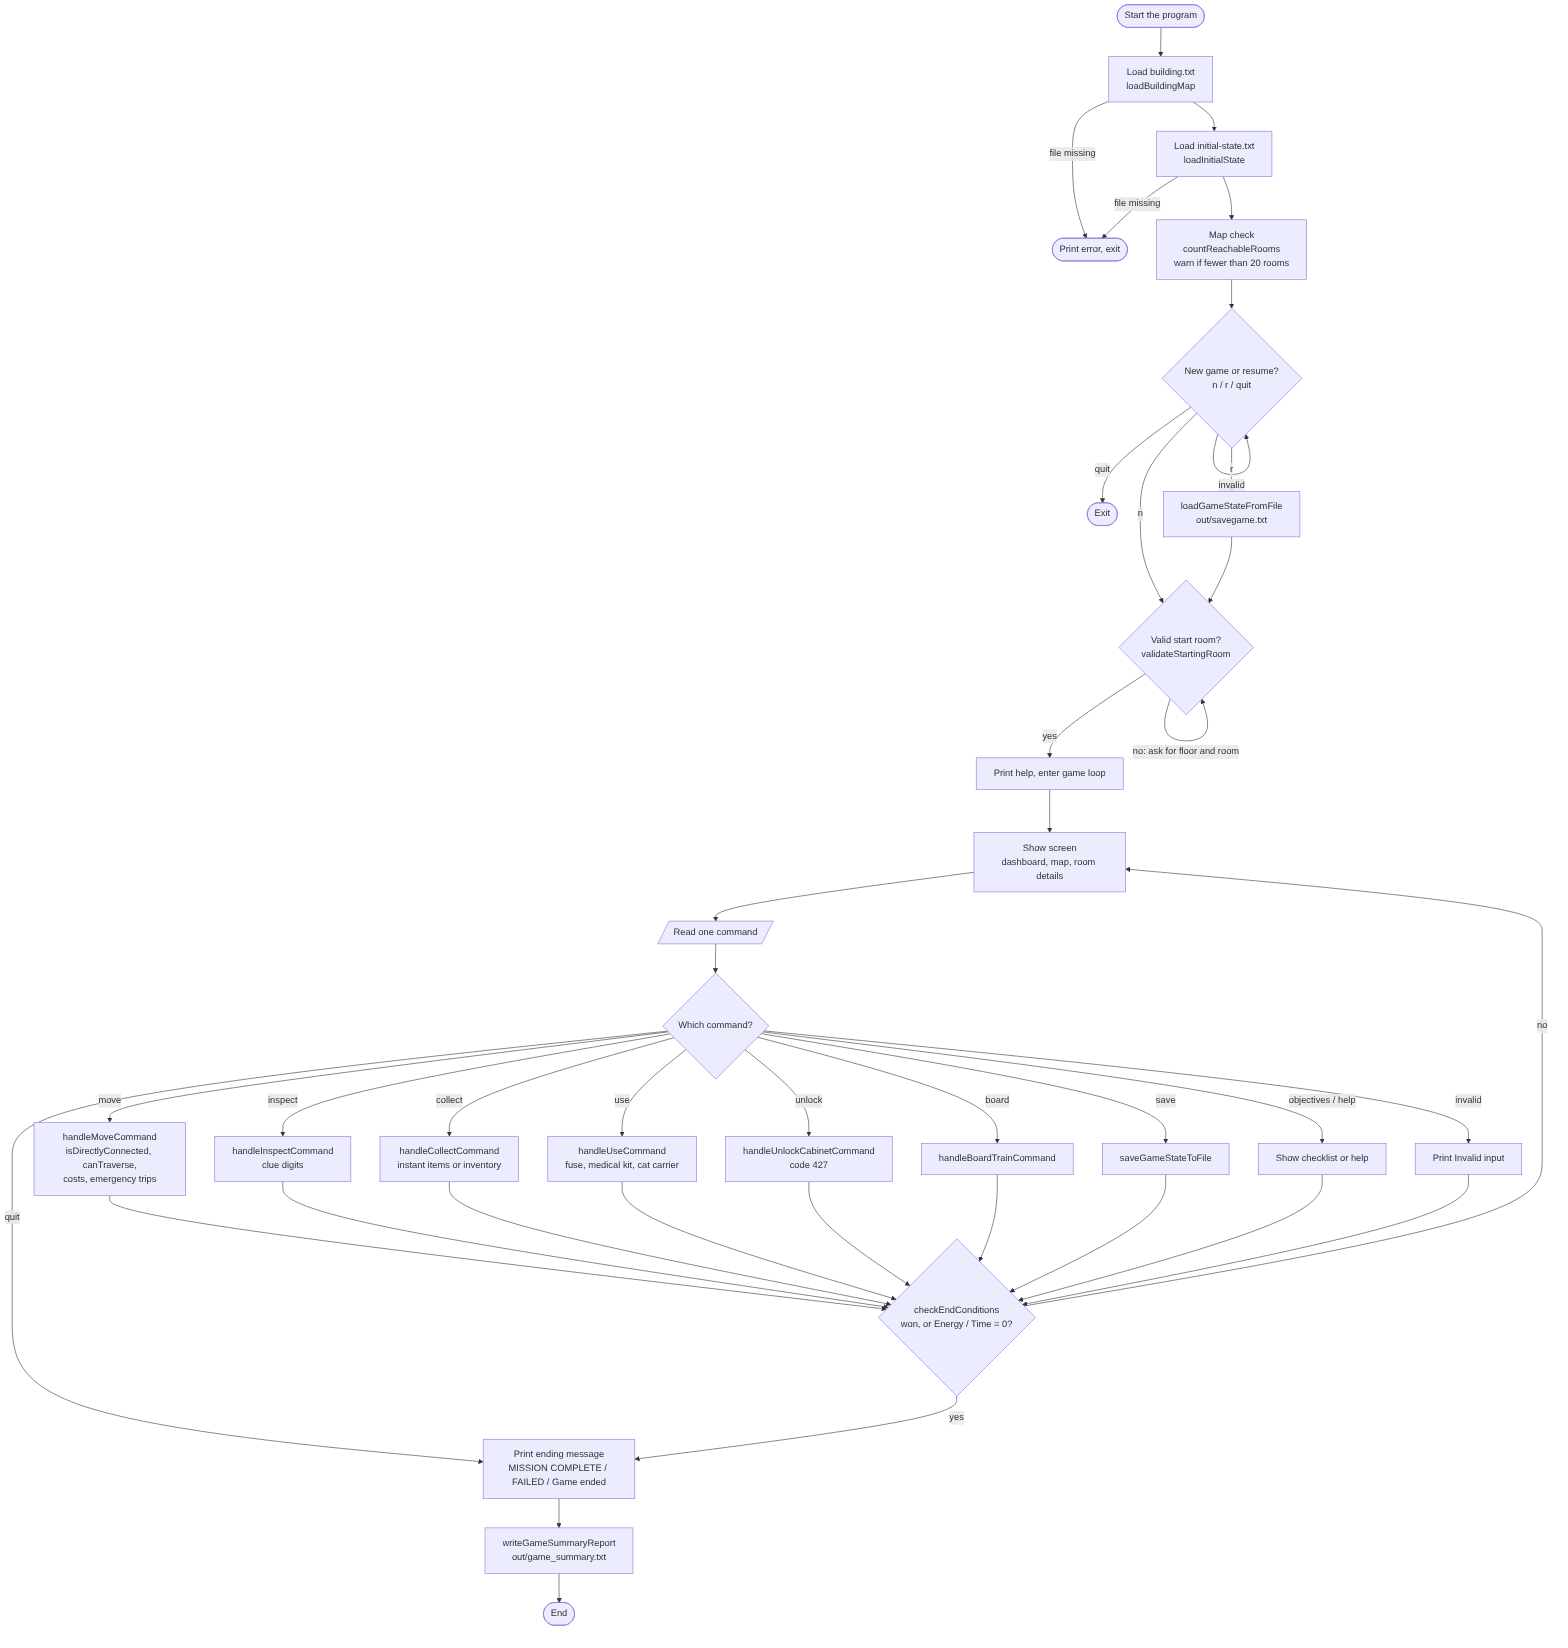 Start the program
Load building.txt
loadBuildingMap
Load initial-state.txt
loadInitialState
file missing
file missing
Print error, exit
Map check
countReachableRooms
warn if fewer than 20 rooms
New game or resume?
n / r / quit
quit
r
invalid
n
Exit
loadGameStateFromFile
out/savegame.txt
Valid start room?
validateStartingRoom
yes
no: ask for floor and room
Print help, enter game loop
Show screen
dashboard, map, room
details
Read one command
Which command?
no
move
inspect
collect
use
unlock
board
save
objectives / help
invalid
handleMoveCommand
isDirectlyConnected,
canTraverse,
costs, emergency trips
handleInspectCommand
clue digits
handleCollectCommand
instant items or inventory
handleUseCommand
fuse, medical kit, cat carrier
handleUnlockCabinetCommand
code 427
handleBoardTrainCommand
saveGameStateToFile
Show checklist or help
Print Invalid input
quit
checkEndConditions
won, or Energy / Time = 0?
yes
Print ending message
MISSION COMPLETE /
FAILED / Game ended
writeGameSummaryReport
out/game_summary.txt
End